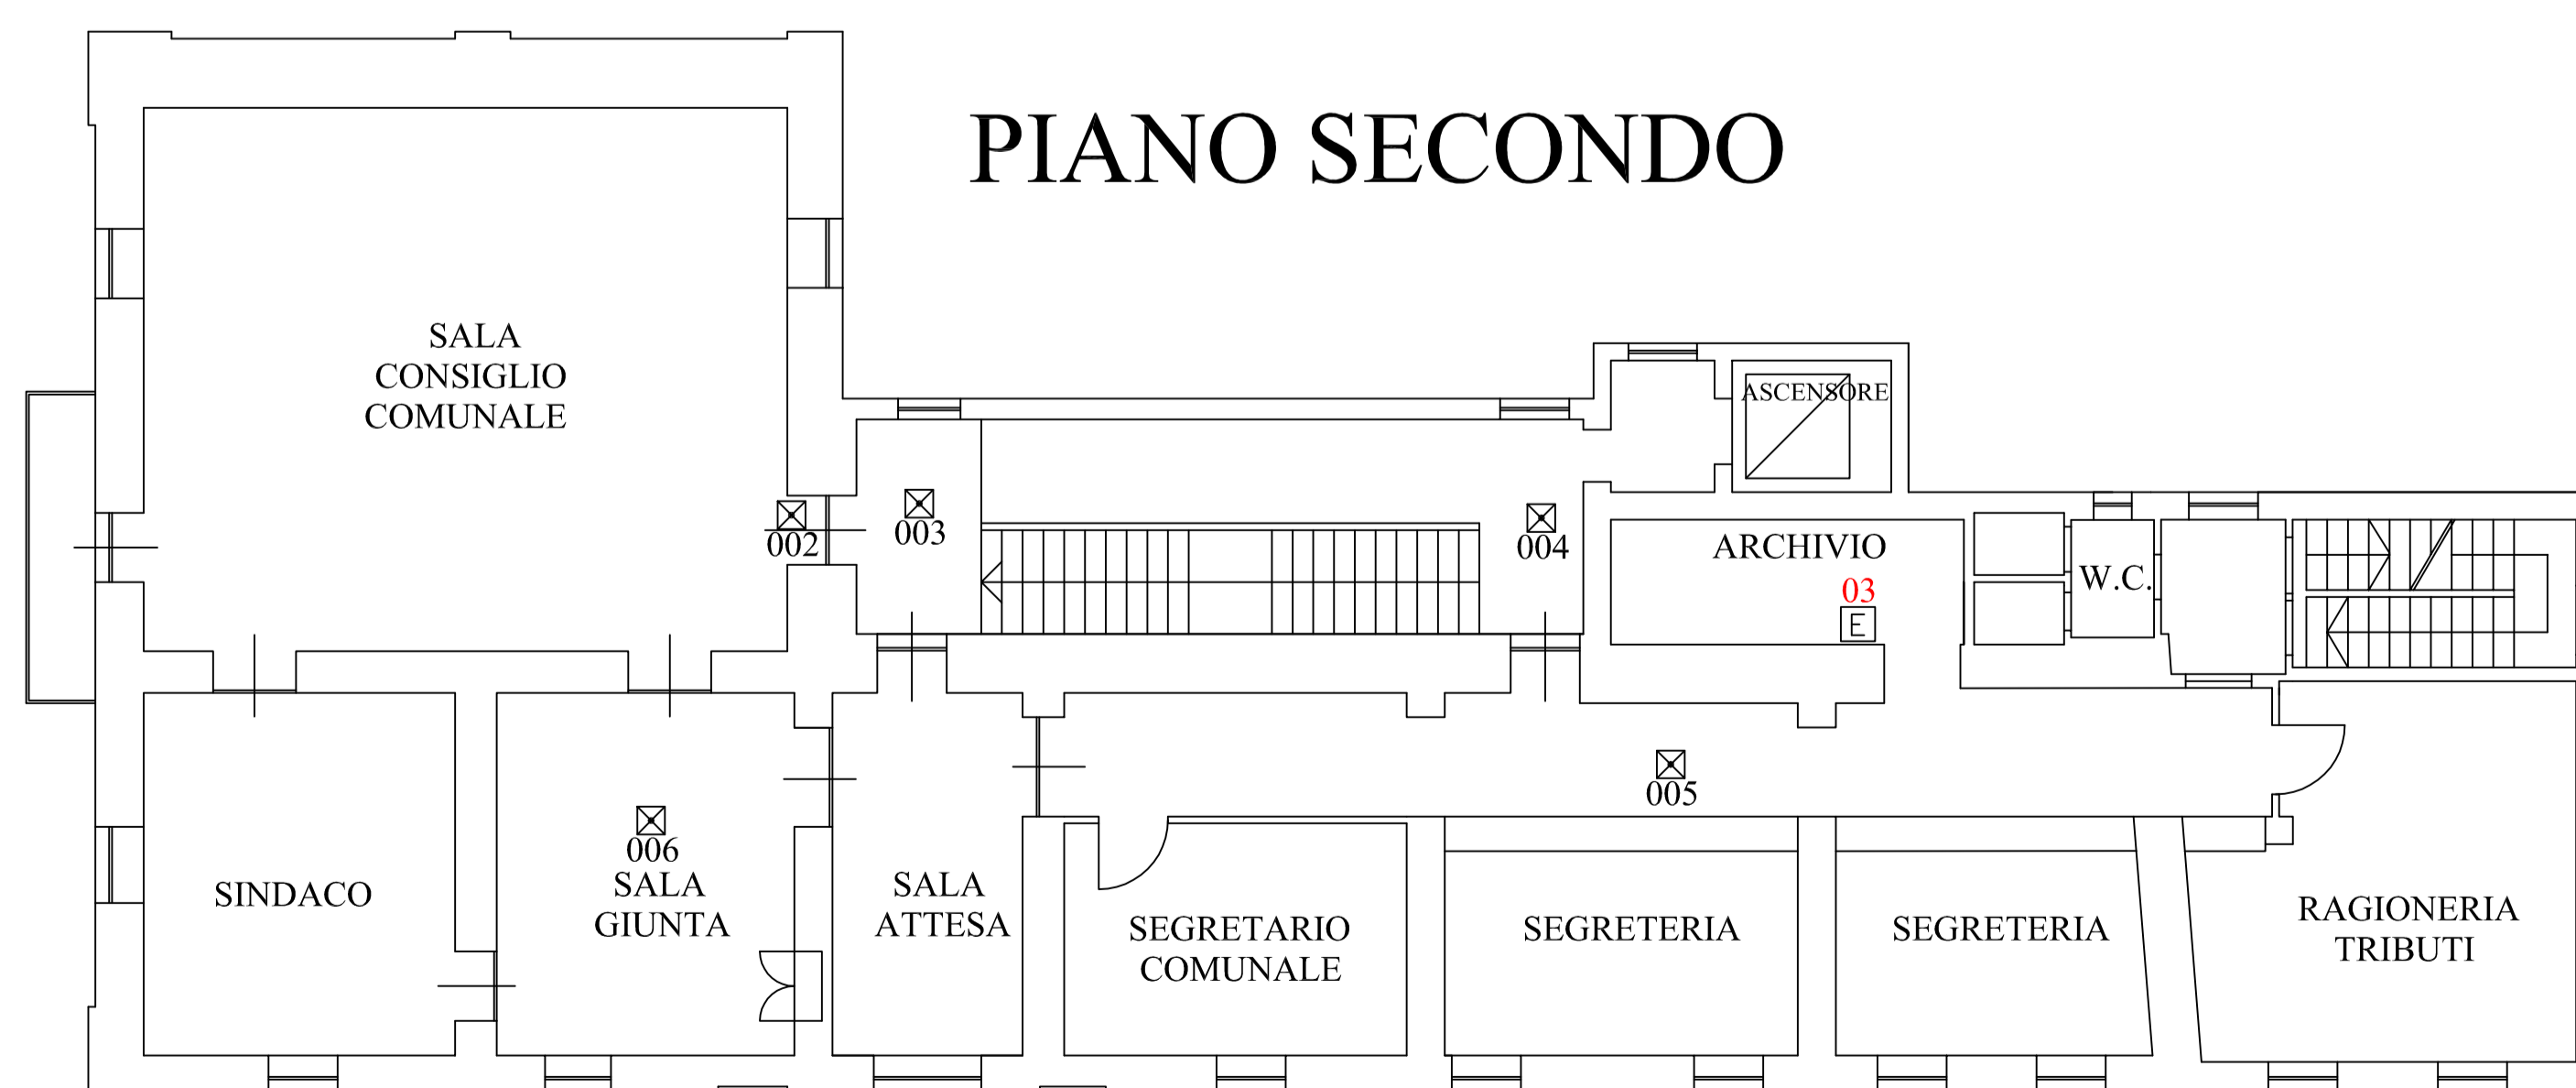 PIANO SECONDO
SALA
CONSIGLIO
COMUNALE
ASCENSORE
002
003
004
ARCHIVIO
03
E
W.C.
005
006
SINDACO
SALA
GIUNTA
SALA
ATTESA
SEGRETARIO
COMUNALE
SEGRETERIA
SEGRETERIA
RAGIONERIA
TRIBUTI